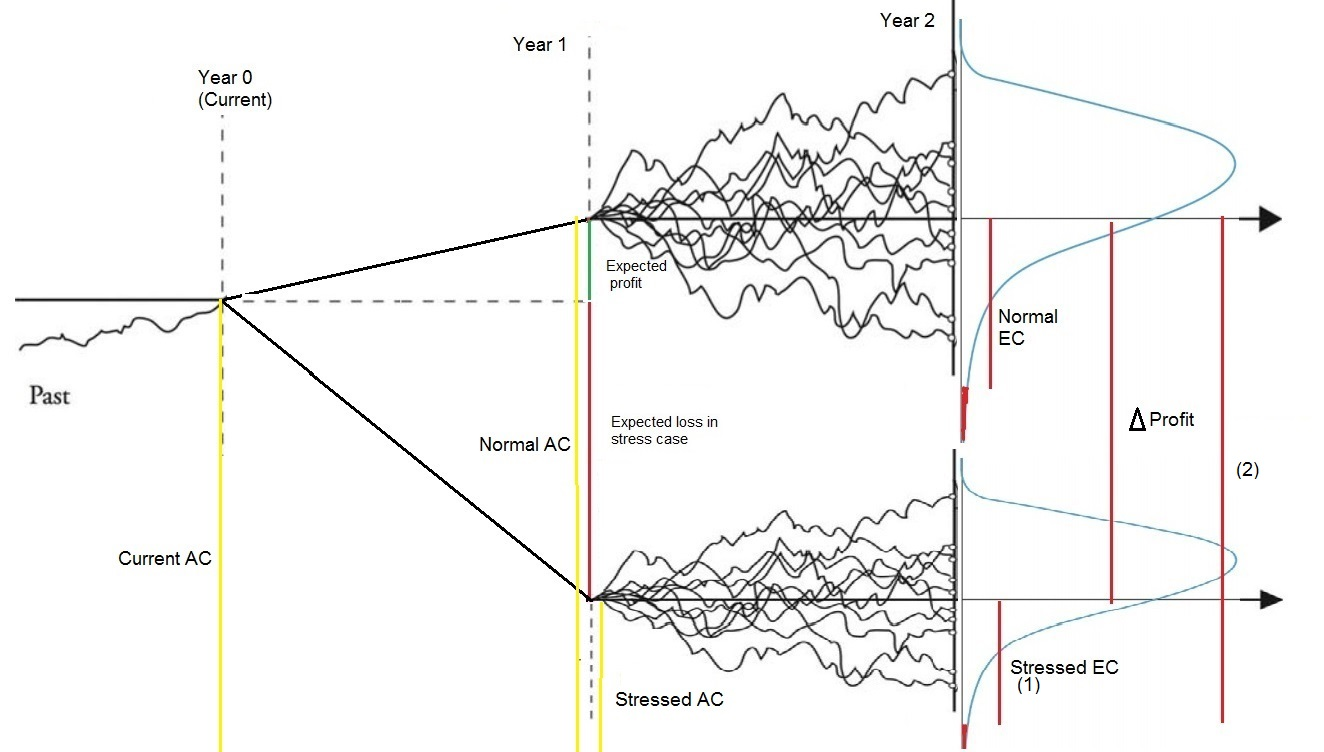 Year 2
Year 1
Year 0
(Current)
Expected
profit
Normal
EC
Past
Expected loss in
stress case
Normal AC
Δ Profit
(2)
Current AC
Stressed EC
(1)
Stressed AC